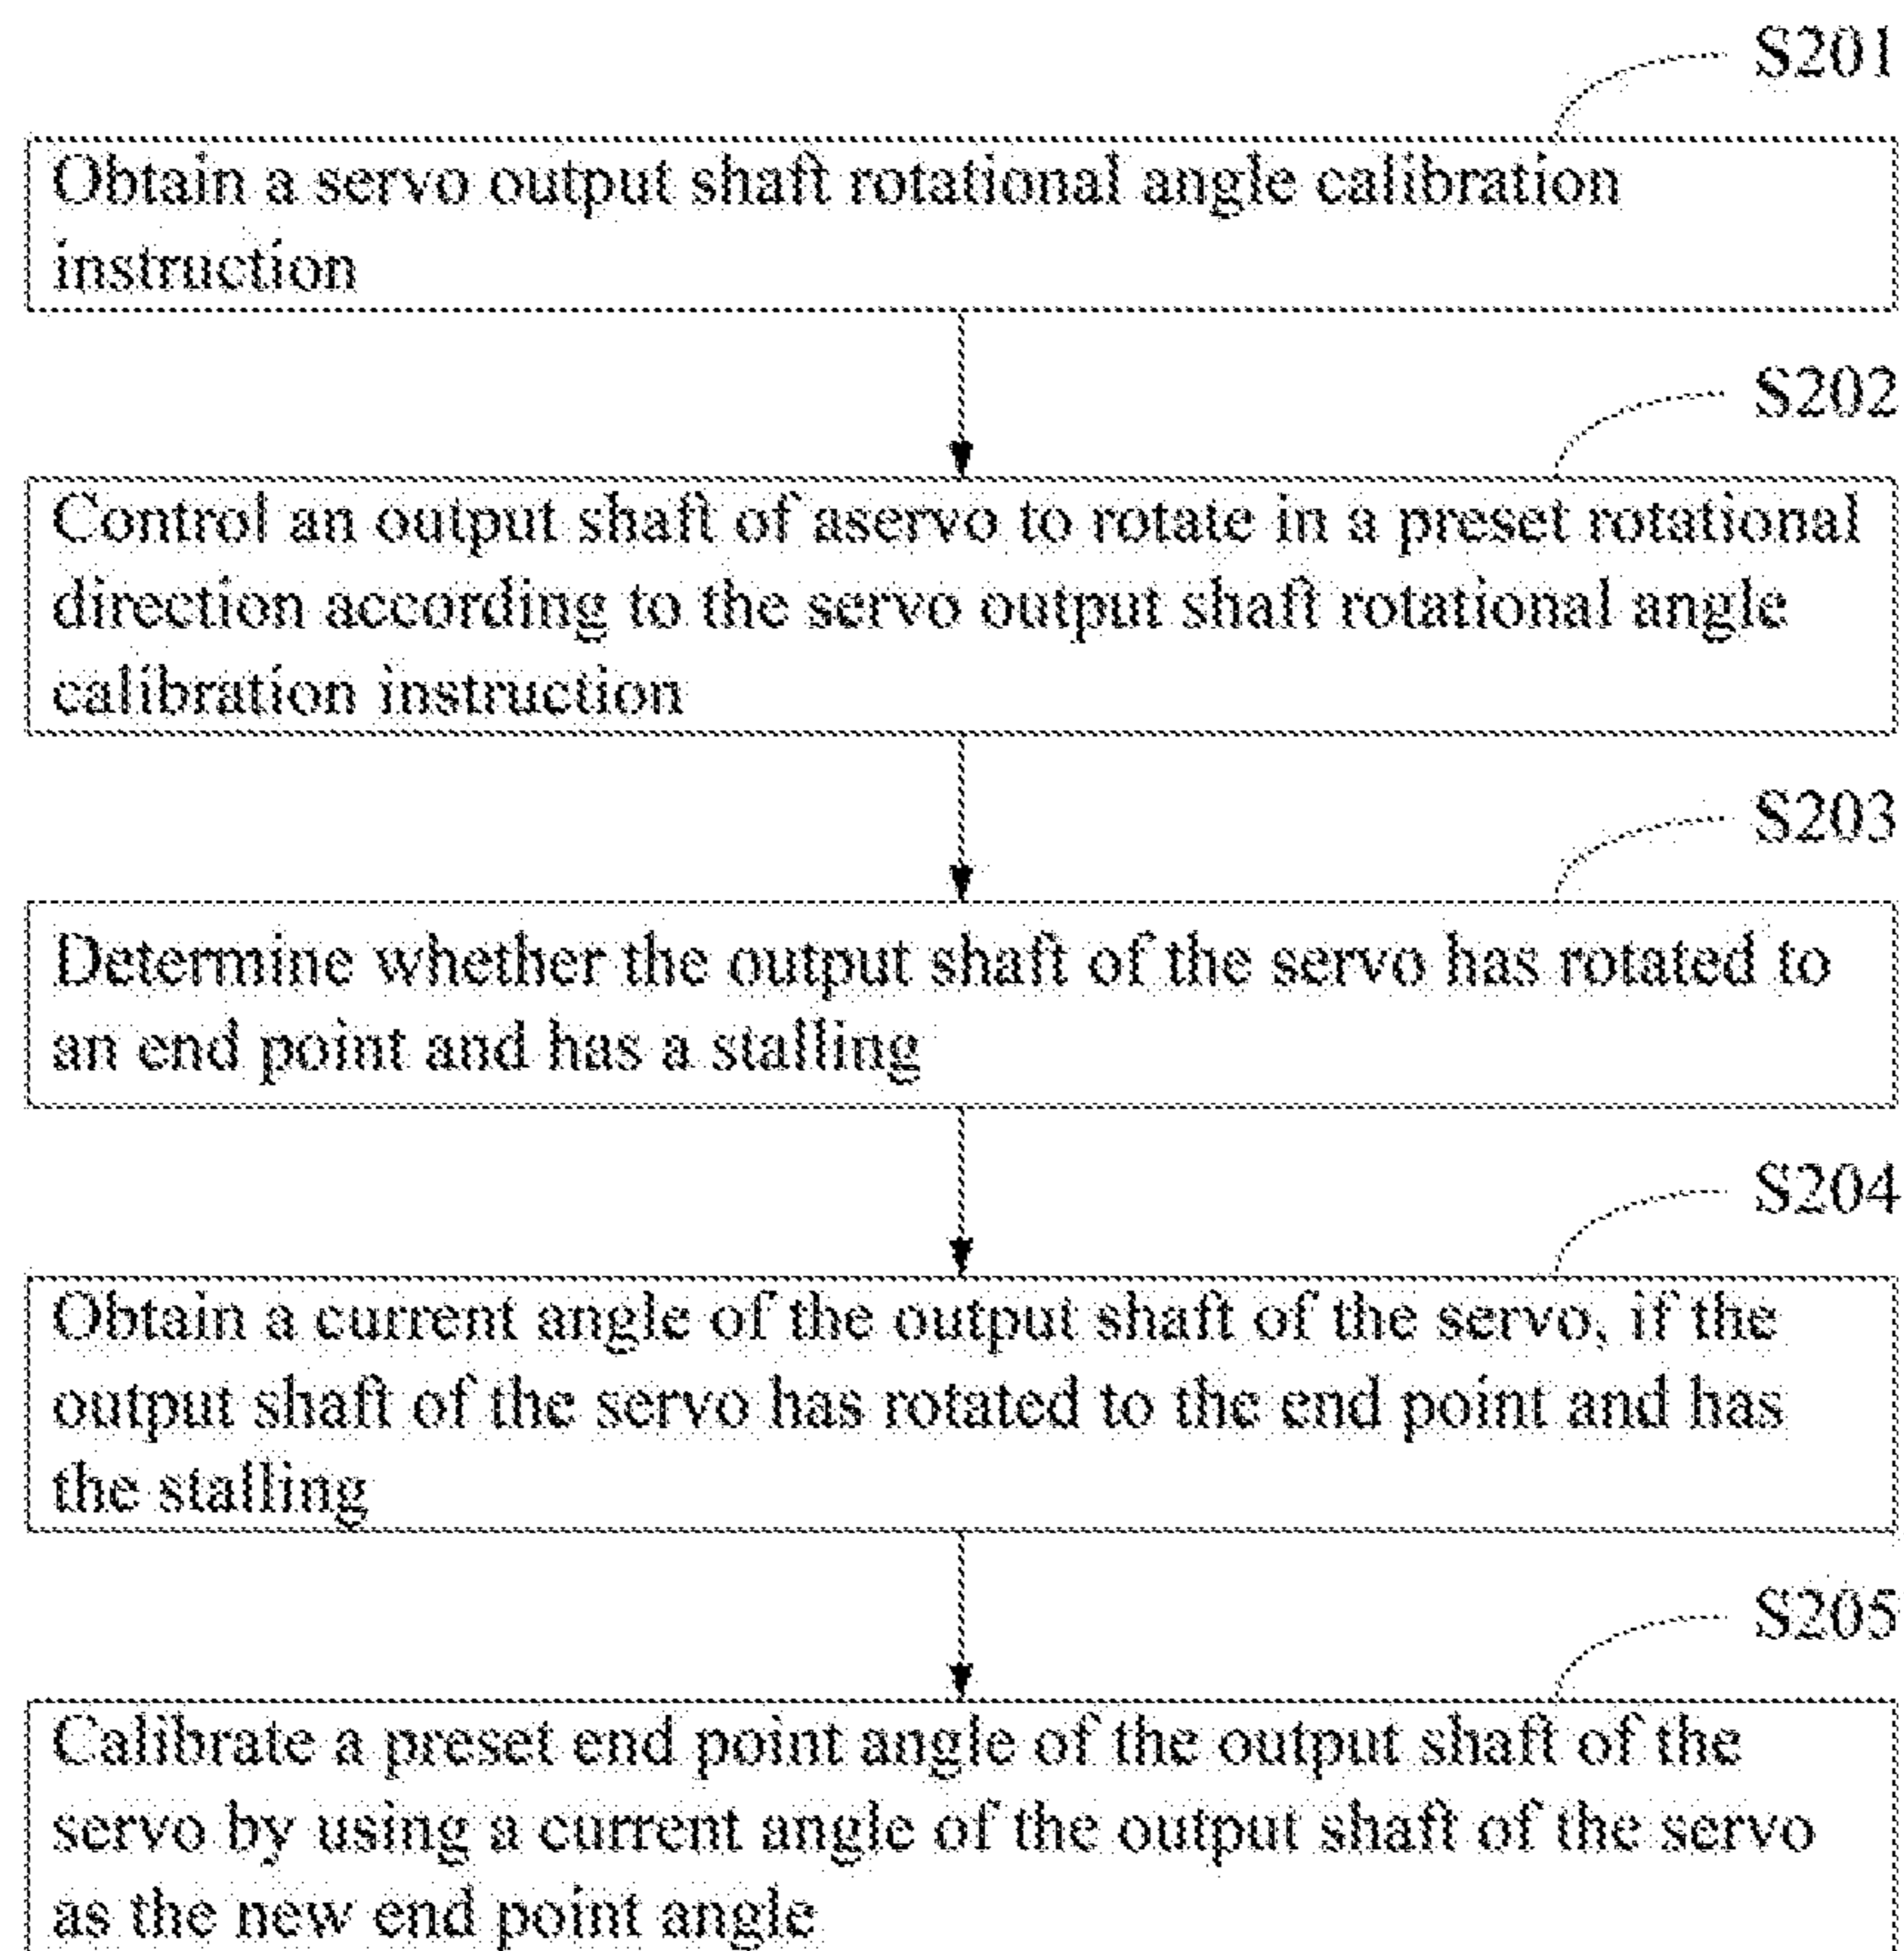 S201
Obtain a servo output shaft rotational angle calibration
instruction
S202
Control an output shaft of aservo to rotate in a preset rotational
direction according to the servo output shaft rotational angle
calibration instruction
S203
Determine whether the output shaft of the servo has rotated to
an end point and has a stalling
S204
Obtain a current angle of the output shaft of the servo, if the
output shaft of the servo has rotated to the end point and has
the stalling
S205
Calibrate a preset end point angle of the output shaft of the
servo by using a current angle of the output shaft of the servo
as the new end point angle